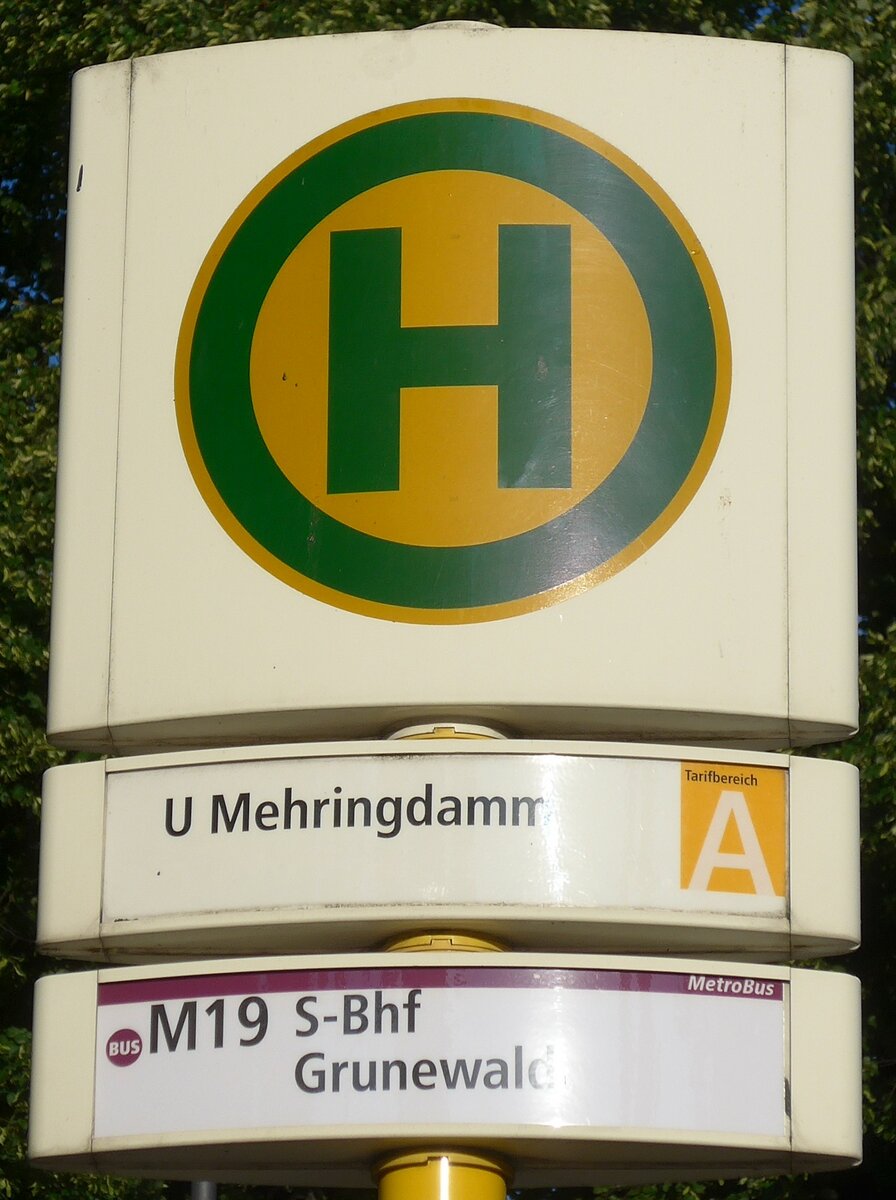 H
U Mehringdamm
Tarifbereich
A
MetroBus
BUS M19 S-Bhf
Grunewald